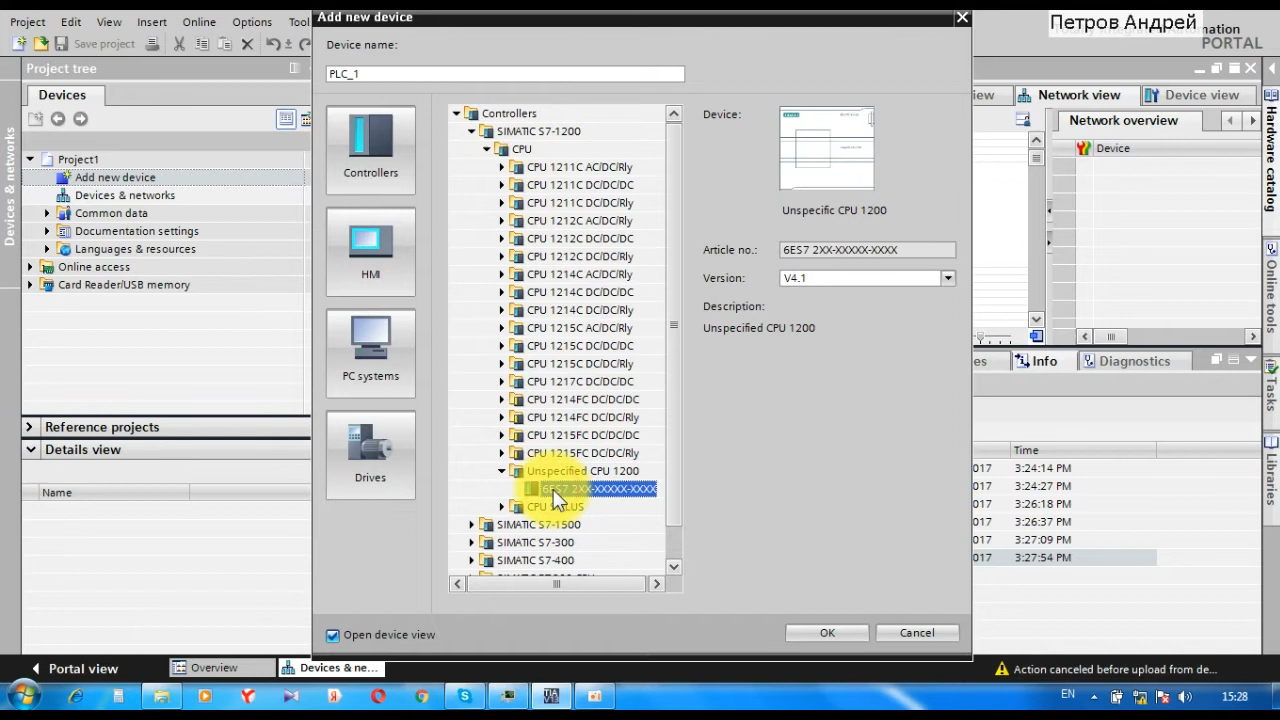 Project Edit View Insert Online Options
Add new device
Петров Андрей
Automation
PORTAL
Save project
Device name:
PLC_1
Project tree
Devices
Project1
Add new device
Devices & networks
Common data
Documentation settings
Languages & resources
Online access
Card Reader/USB memory
Reference projects
Details view
Name
Devices & networks
Controllers
HMI
PC systems
Drives
Controllers
SIMATIC S7-1200
CPU
CPU 1211C AC/DC/Rly
CPU 1211C DC/DC/DC
CPU 1211C DC/DC/Rly
CPU 1212C AC/DC/Rly
CPU 1212C DC/DC/DC
CPU 1212C DC/DC/Rly
CPU 1214C AC/DC/Rly
CPU 1214C DC/DC/DC
CPU 1214C DC/DC/Rly
CPU 1215C AC/DC/Rly
CPU 1215C DC/DC/DC
CPU 1215C DC/DC/Rly
CPU 1217C DC/DC/DC
CPU 1214FC DC/DC/DC
CPU 1214FC DC/DC/Rly
CPU 1215FC DC/DC/DC
CPU 1215FC DC/DC/Rly
Unspecified CPU 1200
6ES7 2XX-XXXXX-XXXX
SIMATIC S7-1500
SIMATIC S7-300
SIMATIC S7-400
Device:
Unspecific CPU 1200
Article no.: 6ES7 2XX-XXXXX-XXXX
Version: V4.1
Description:
Unspecified CPU 1200
Open device view
OK Cancel
Network view Device view
Network overview
Device
Info Diagnostics
Time
2017 3:24:14 PM
3:24:27 PM
3:26:18 PM
3:26:37 PM
3:27:09 PM
3:27:54 PM
Hardware catalog
Online tools
Tasks
Libraries
Portal view Overview Devices & ne...
Action canceled before upload from de...
EN 15:28